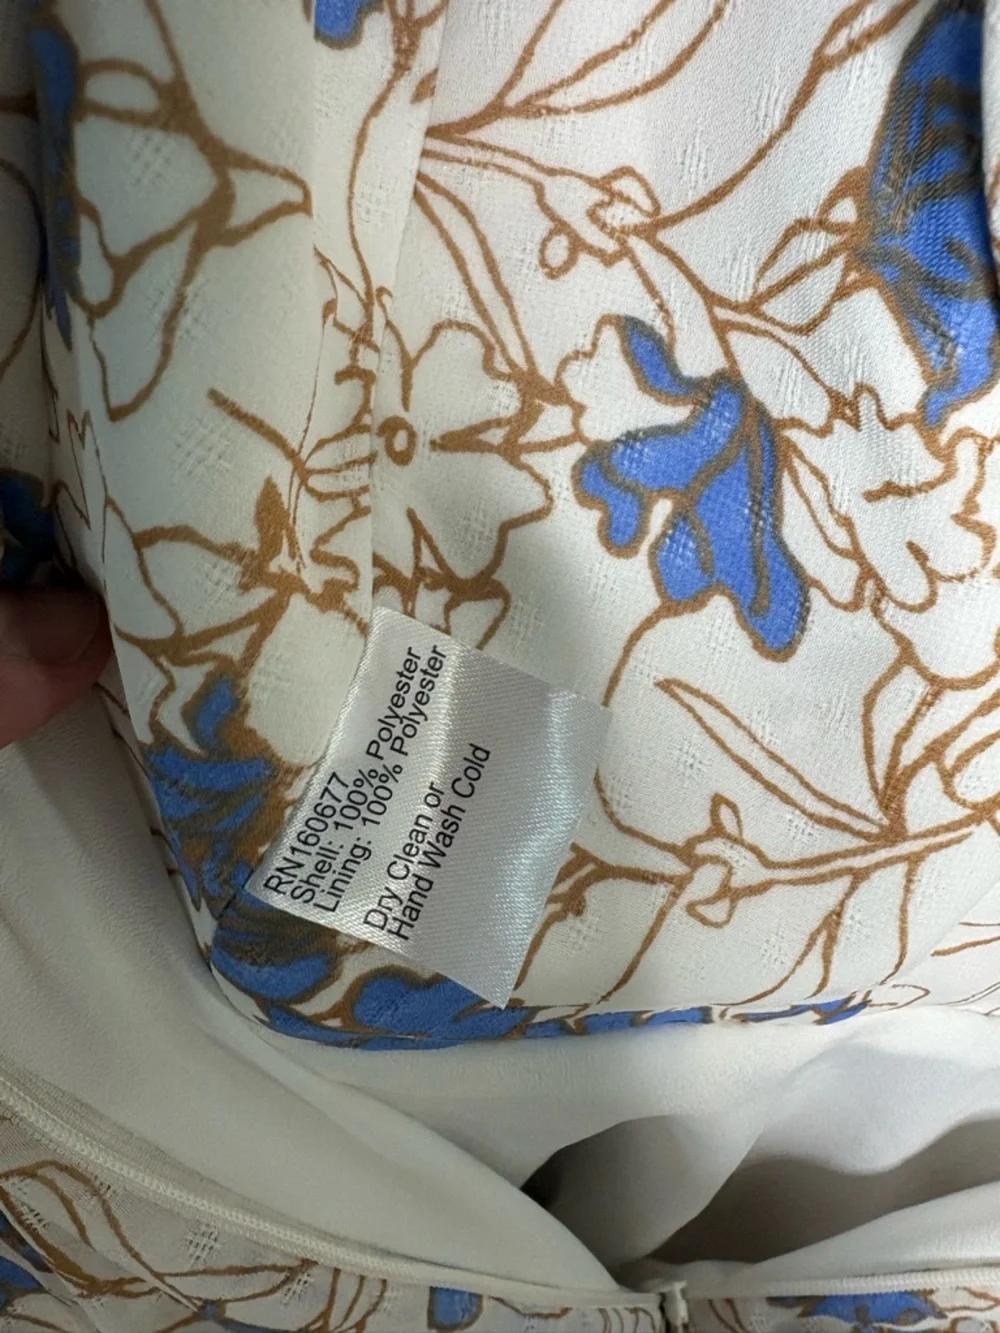 RN160677
Shell: 100% Polyester
Lining: 100% Polyester
Dry Clean or
Hand Wash Cold